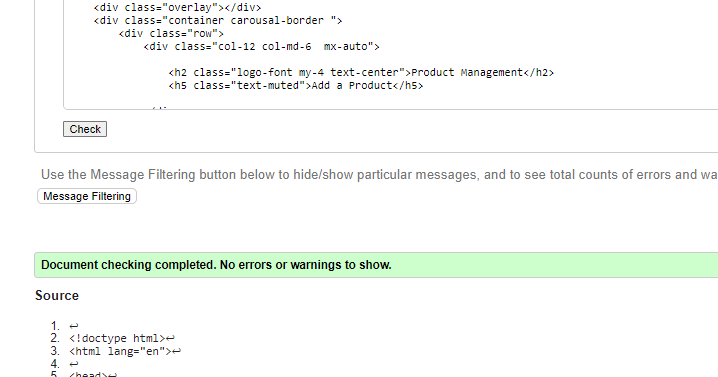 <div class="overlay"></div>
<div class="container carousal-border ">
<div class="row">
<div class="col-12 col-md-6  mx-auto">
<h2 class="logo-font my-4 text-center">Product Management</h2>
<h5 class="text-muted">Add a Product</h5>
Check
Use the Message Filtering button below to hide/show particular messages, and to see total counts of errors and wa
Message Filtering
Document checking completed. No errors or warnings to show.
Source
1. ↩
2. <!doctype html>↩
3. <html lang="en">↩
4. ↩
5. <head>↩